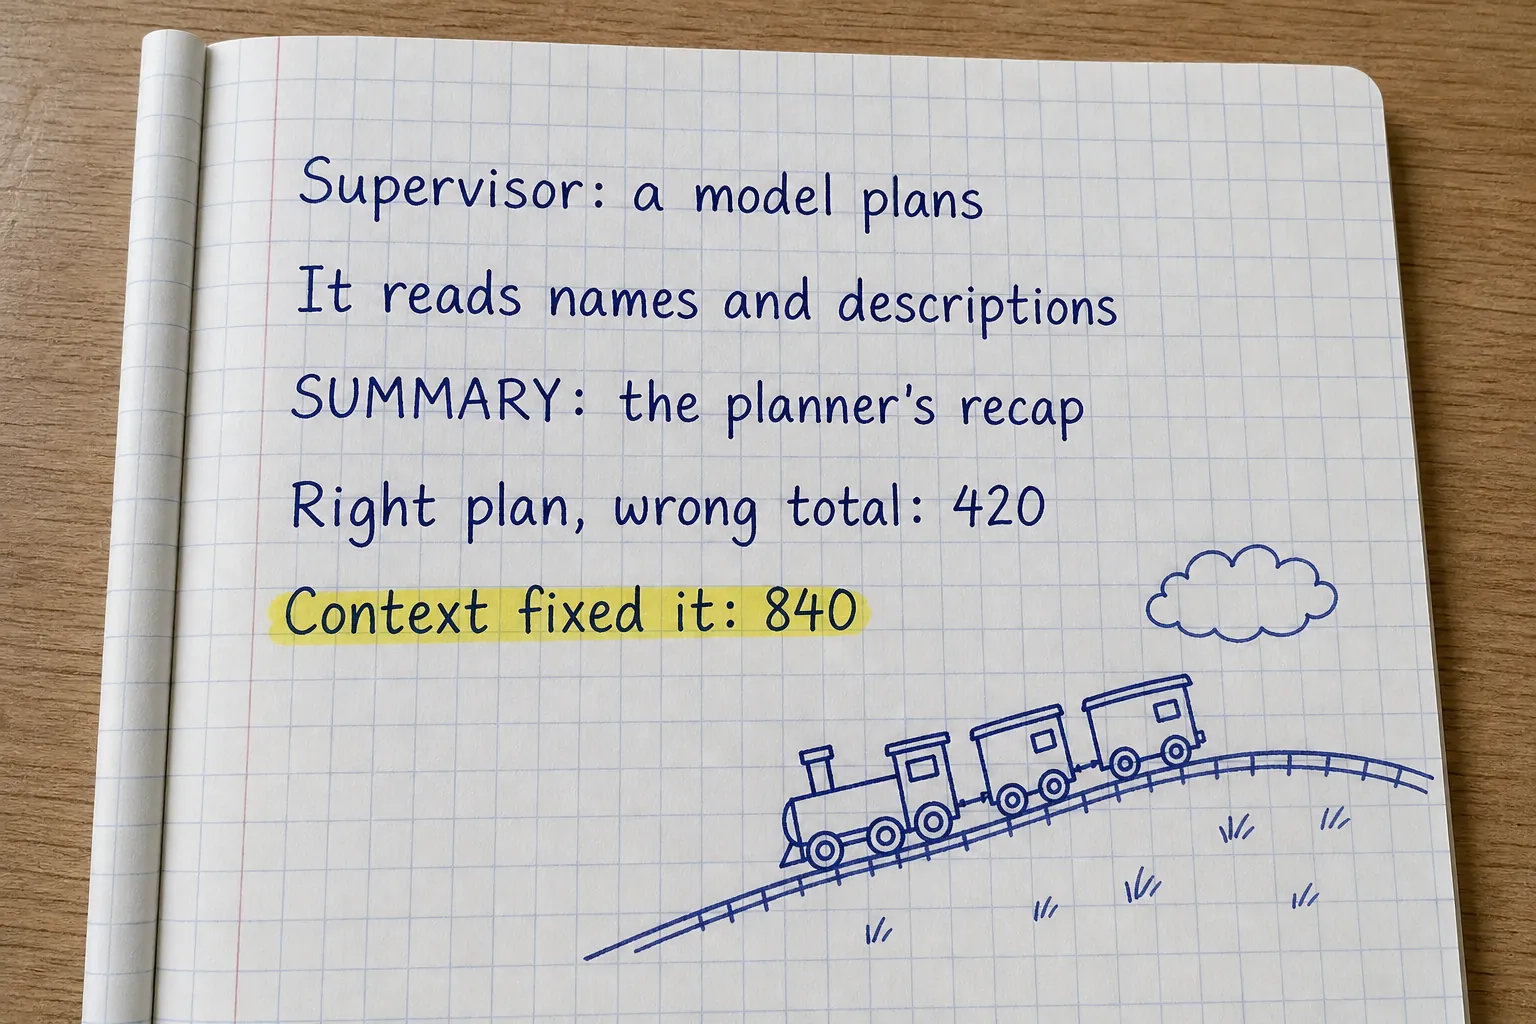 Supervisor: a model plans
It reads names and descriptions
SUMMARY: the planner's recap
Right plan, wrong total: 420
Context fixed it: 840